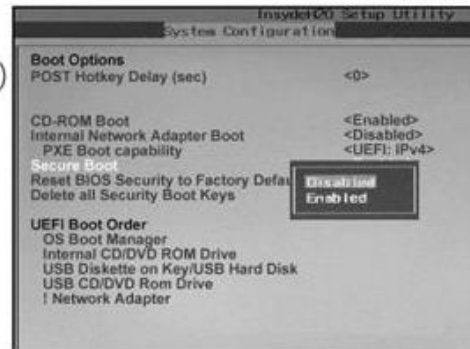 InsydeH20 Setup Utility
System Configuration
Boot Options
POST Hotkey Delay (sec) <0>
CD-ROM Boot <Enabled>
Internal Network Adapter Boot <Disabled>
PXE Boot capability <UEFI: IPv4>
Secure Boot
Reset BIOS Security to Factory Defau
Delete all Security Boot Keys
Disabled
Enabled
UEFI Boot Order
OS Boot Manager
Internal CD/DVD ROM Drive
USB Diskette on Key/USB Hard Disk
USB CD/DVD Rom Drive
! Network Adapter